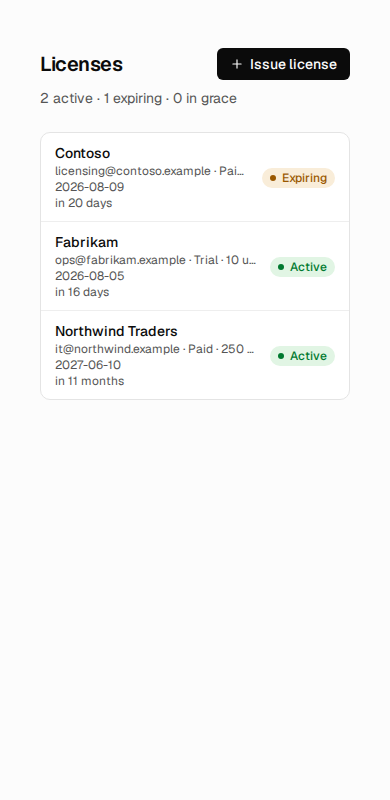 Licenses
Issue license
2 active · 1 expiring · 0 in grace
Contoso
licensing@contoso.example · Pai…
2026-08-09
in 20 days
Expiring
Fabrikam
ops@fabrikam.example · Trial · 10 u…
2026-08-05
in 16 days
Active
Northwind Traders
it@northwind.example · Paid · 250 …
2027-06-10
in 11 months
Active